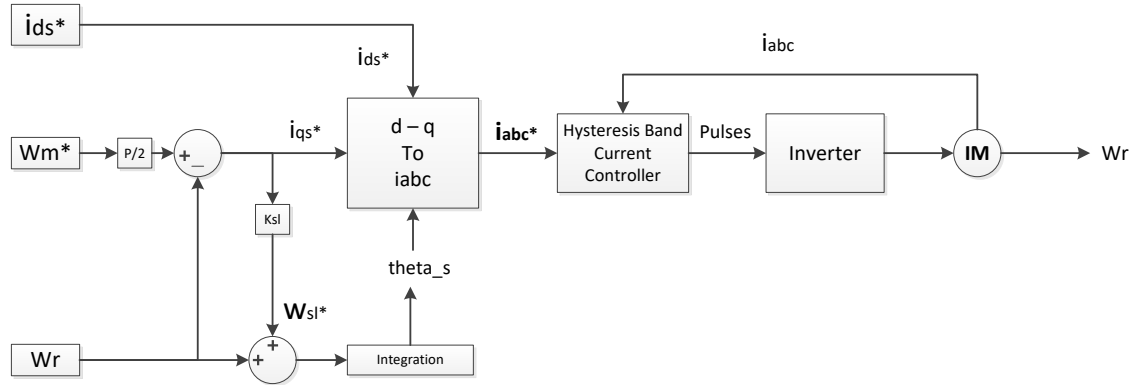 ids*
ids*
iabc
Wm*
P/2
+
_
iqs*
d – q
To
iabc
iabc*
Hysteresis Band
Current
Controller
Pulses
Inverter
IM
Wr
Ksl
theta_s
Wsl*
Wr
+
+
Integration